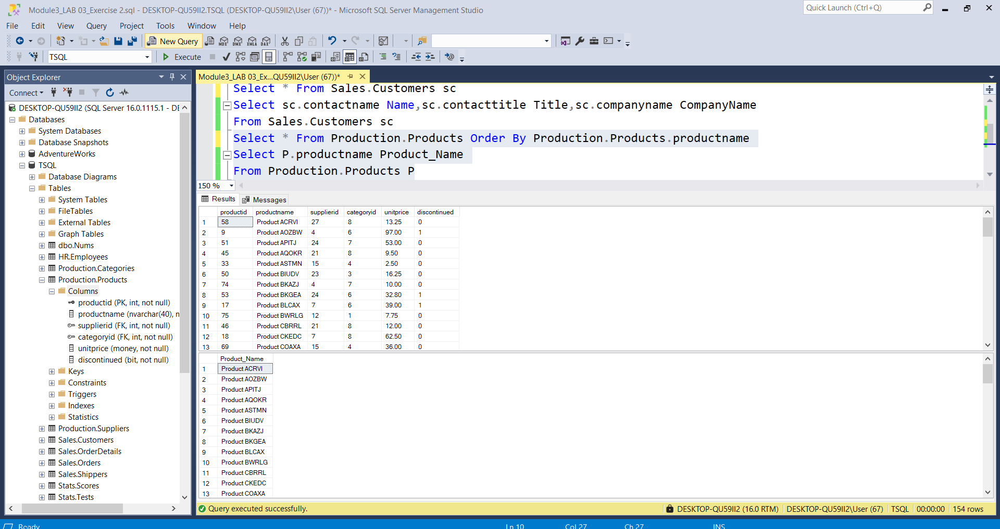 Module3_LAB 03_Exercise 2.sql - DESKTOP-QU59II2.TSQL (DESKTOP-QU59II2\User (67))* - Microsoft SQL Server Management Studio
Quick Launch (Ctrl+Q)
File Edit View Query Project Tools Window Help
New Query MDX DMX XMLA DAX
TSQL Execute
Object Explorer
Connect
DESKTOP-QU59II2 (SQL Server 16.0.1115.1 - DE
Databases
System Databases
Database Snapshots
AdventureWorks
TSQL
Database Diagrams
Tables
System Tables
FileTables
External Tables
Graph Tables
dbo.Nums
HR.Employees
Production.Categories
Production.Products
Columns
productid (PK, int, not null)
productname (nvarchar(40), n
supplierid (FK, int, not null)
categoryid (FK, int, not null)
unitprice (money, not null)
discontinued (bit, not null)
Keys
Constraints
Triggers
Indexes
Statistics
Production.Suppliers
Sales.Customers
Sales.OrderDetails
Sales.Orders
Sales.Shippers
Stats.Scores
Stats.Tests
Module3_LAB 03_Ex...QU59II2\User (67))*
Select * From Sales.Customers sc
Select sc.contactname Name,sc.contacttitle Title,sc.companyname CompanyName
From Sales.Customers sc
Select * From Production.Products Order By Production.Products.productname
Select P.productname Product_Name
From Production.Products P
150 %
Results Messages
productid productname supplierid categoryid unitprice discontinued
1 58 Product ACRVI 27 8 13.25 0
2 9 Product AOZBW 4 6 97.00 1
3 51 Product APITJ 24 7 53.00 0
4 45 Product AQOKR 21 8 9.50 0
5 33 Product ASTMN 15 4 2.50 0
6 50 Product BIUDV 23 3 16.25 0
7 74 Product BKAZJ 4 7 10.00 0
8 53 Product BKGEA 24 6 32.80 1
9 17 Product BLCAX 7 6 39.00 1
10 75 Product BWRLG 12 1 7.75 0
11 46 Product CBRRL 21 8 12.00 0
12 18 Product CKEDC 7 8 62.50 0
13 69 Product COAXA 15 4 36.00 0
Product_Name
1 Product ACRVI
2 Product AOZBW
3 Product APITJ
4 Product AQOKR
5 Product ASTMN
6 Product BIUDV
7 Product BKAZJ
8 Product BKGEA
9 Product BLCAX
10 Product BWRLG
11 Product CBRRL
12 Product CKEDC
13 Product COAXA
Query executed successfully.
DESKTOP-QU59II2 (16.0 RTM) DESKTOP-QU59II2\User (67) TSQL 00:00:00 154 rows
Ready Ln 10 Col 27 Ch 27 INS